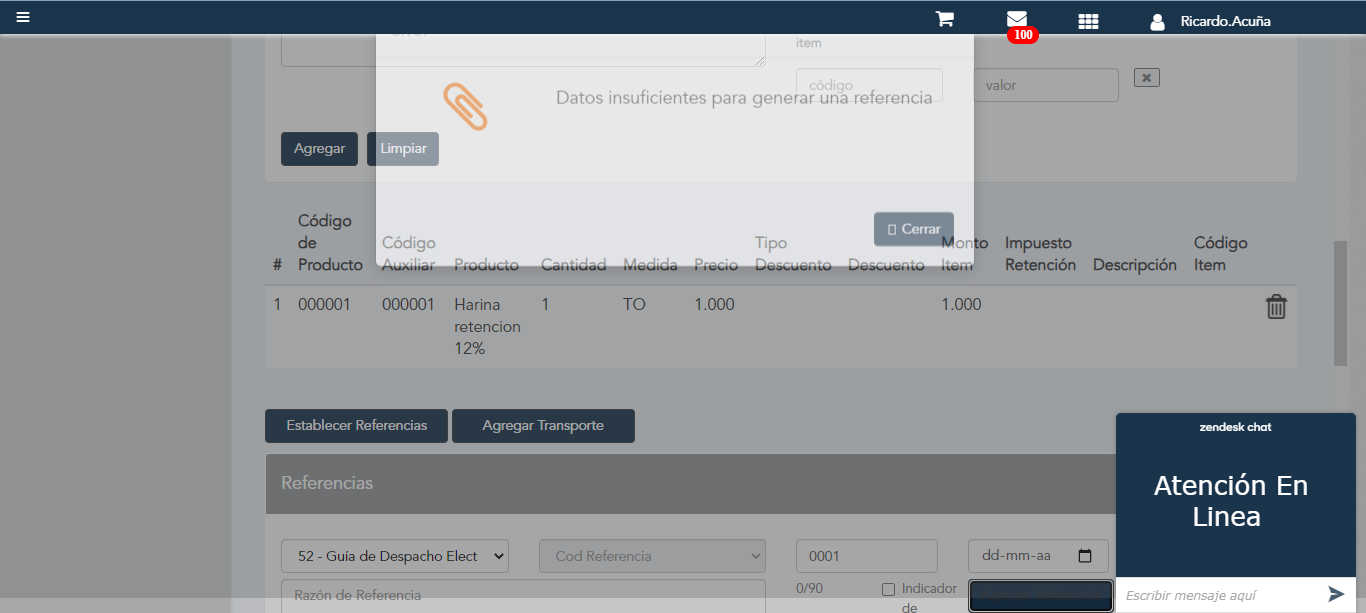 Ricardo.Acuña
100
item
código
valor
Datos insuficientes para generar una referencia
Agregar
Limpiar
Cerrar
#
Código
de
Producto
Código
Auxiliar
Producto
Cantidad
Medida
Precio
Tipo
Descuento
Descuento
Monto
Item
Impuesto
Retención
Descripción
Código
Item
1
000001
000001
Harina
retencion
12%
1
TO
1.000
1.000
Establecer Referencias
Agregar Transporte
Referencias
52 - Guía de Despacho Elect
Cod Referencia
0001
dd-mm-aa
Razón de Referencia
0/90
Indicador
de
zendesk chat
Atención En
Linea
Escribir mensaje aquí